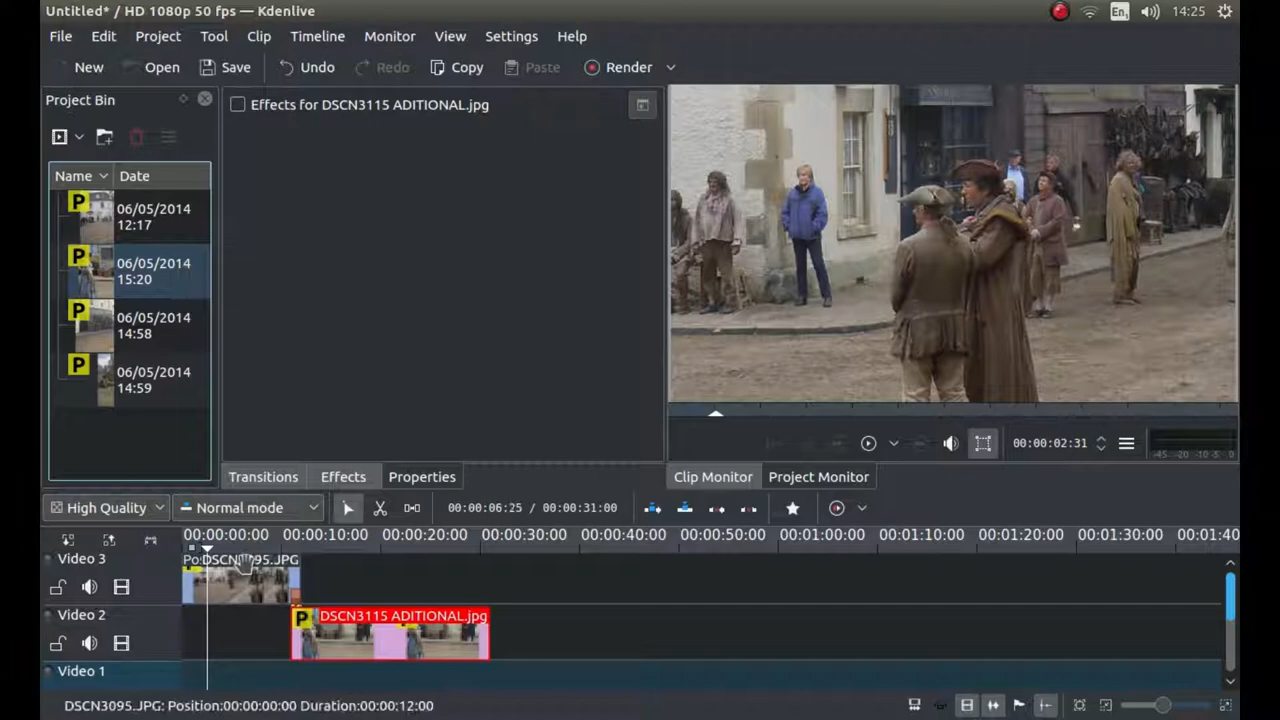 Untitled* / HD 1080p 50 fps — Kdenlive
En1
14:25
File Edit Project Tool Clip Timeline Monitor View Settings Help
New Open Save Undo Redo Copy Paste Render
Project Bin
Effects for DSCN3115 ADITIONAL.jpg
Name Date
P
06/05/2014
12:17
P
06/05/2014
15:20
P
06/05/2014
14:58
P
06/05/2014
14:59
00:00:02:31
-45 -20 -10 -5 0
Transitions Effects Properties
Clip Monitor Project Monitor
High Quality Normal mode 00:00:06:25 / 00:00:31:00
00:00:00:00 00:00:10:00 00:00:20:00 00:00:30:00 00:00:40:00 00:00:50:00 00:01:00:00 00:01:10:00 00:01:20:00 00:01:30:00 00:01:40
Video 3
Video 2
P DSCN3115 ADITIONAL.jpg
Video 1
DSCN3095.JPG: Position:00:00:00:00 Duration:00:00:12:00